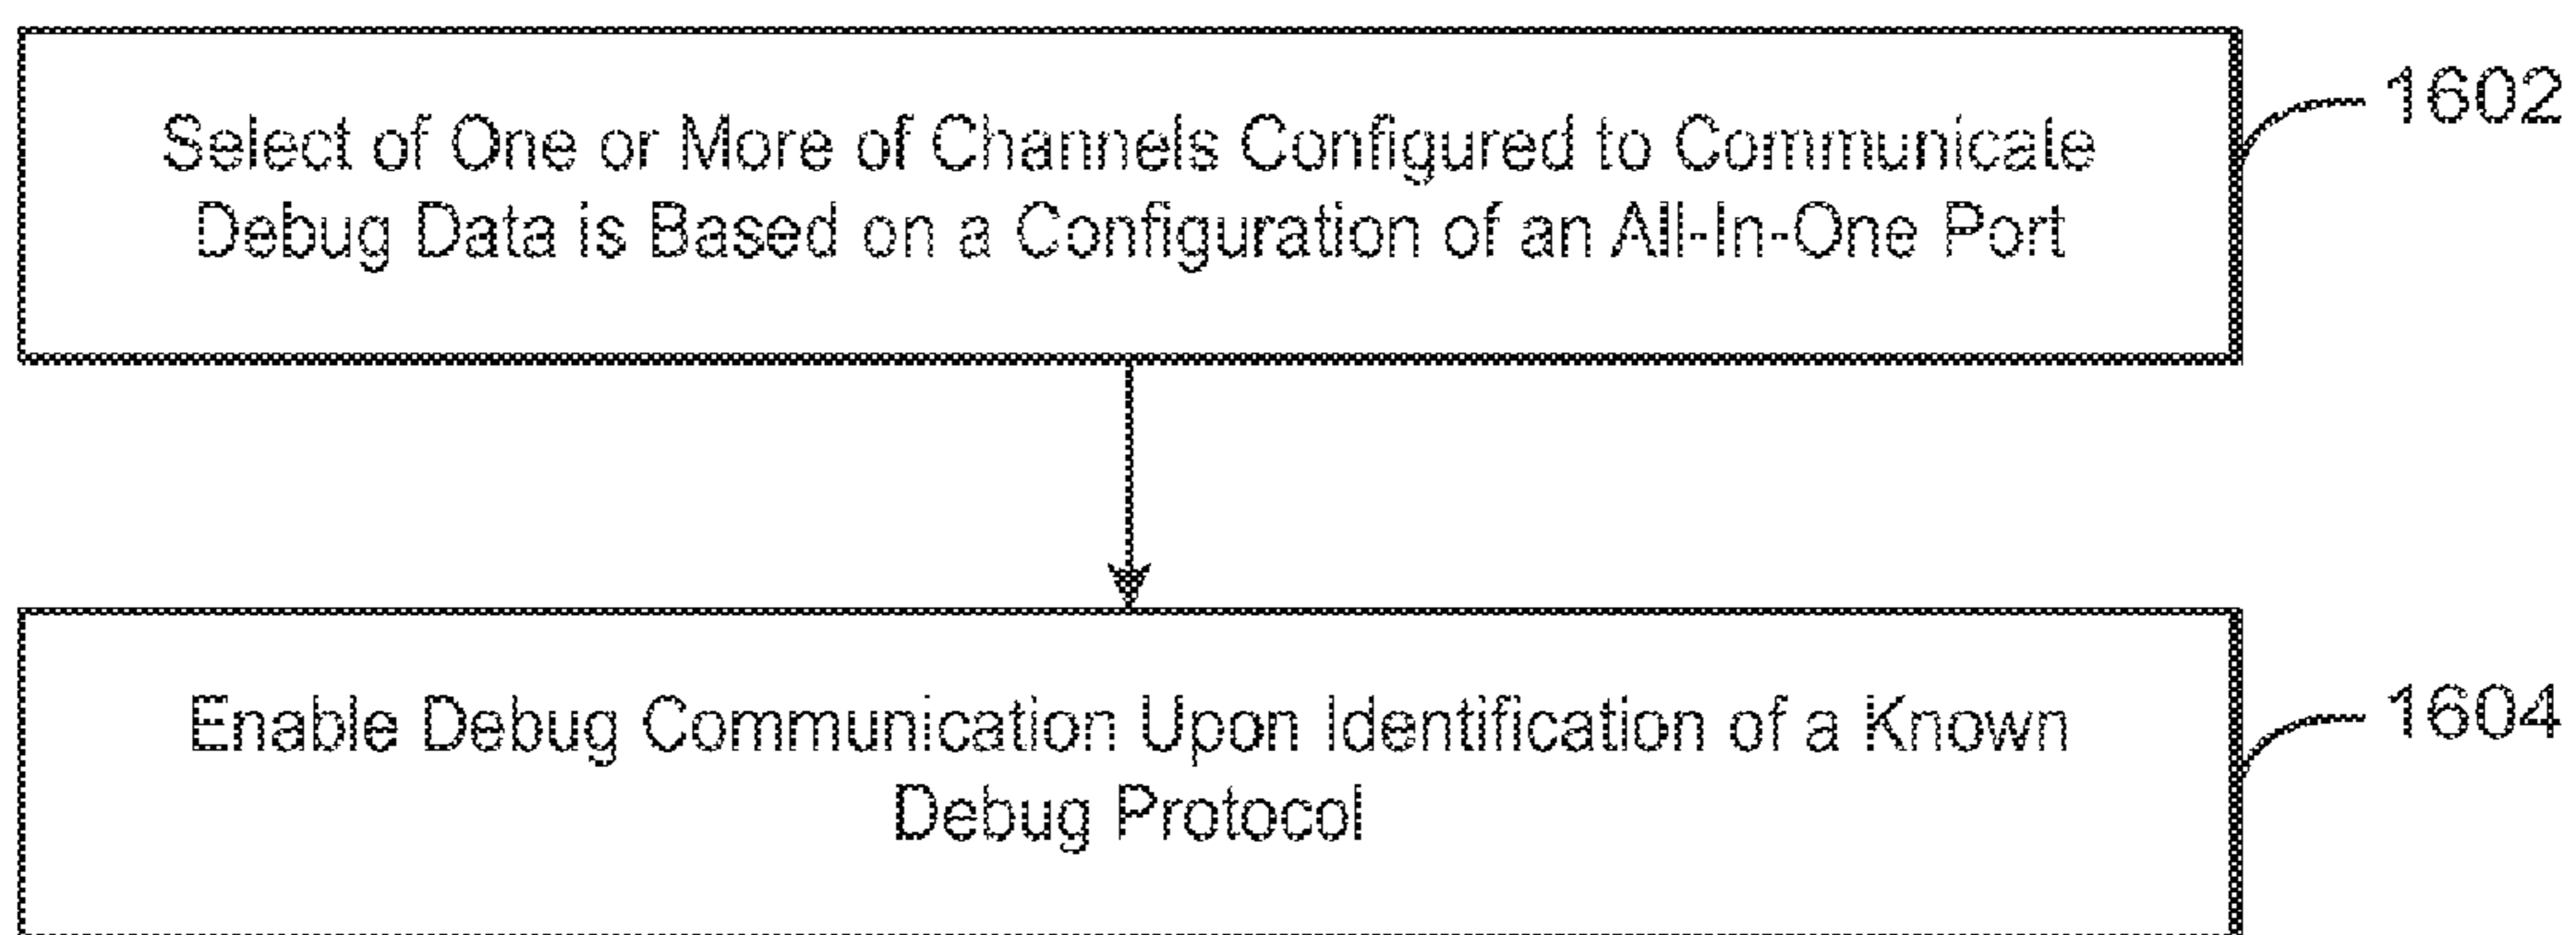 Select of One or More of Channels Configured to Communicate
Debug Data is Based on a Configuration of an All-In-One Port
1602
Enable Debug Communication Upon Identification of a Known
Debug Protocol
1604